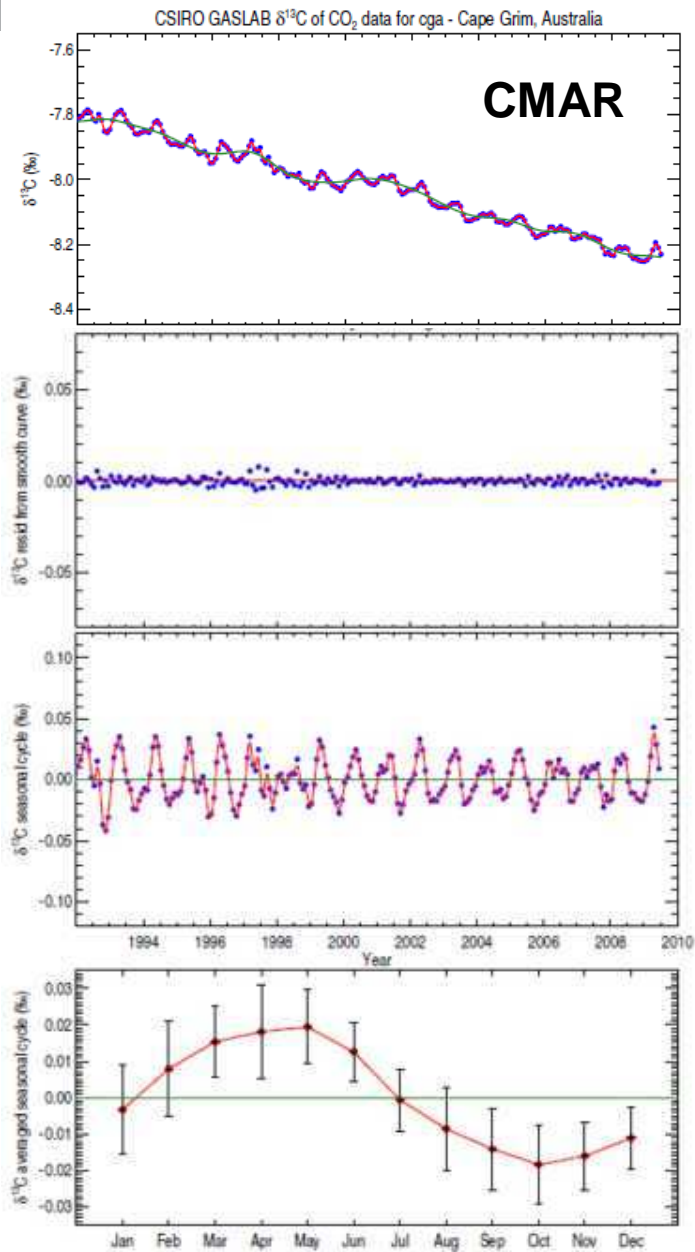 CSIRO GASLAB δ¹³C of CO₂ data for cga - Cape Grim, Australia
CMAR
δ¹³C (‰)
-7.6
-7.8
-8.0
-8.2
-8.4
δ¹³C resid from smooth curve (‰)
0.05
0.00
-0.05
δ¹³C seasonal cycle (‰)
0.10
0.05
0.00
-0.05
-0.10
1994 1996 1998 2000 2002 2004 2006 2008 2010
Year
δ¹³C averaged seasonal cycle (‰)
0.03
0.02
0.01
0.00
-0.01
-0.02
-0.03
Jan Feb Mar Apr May Jun Jul Aug Sep Oct Nov Dec